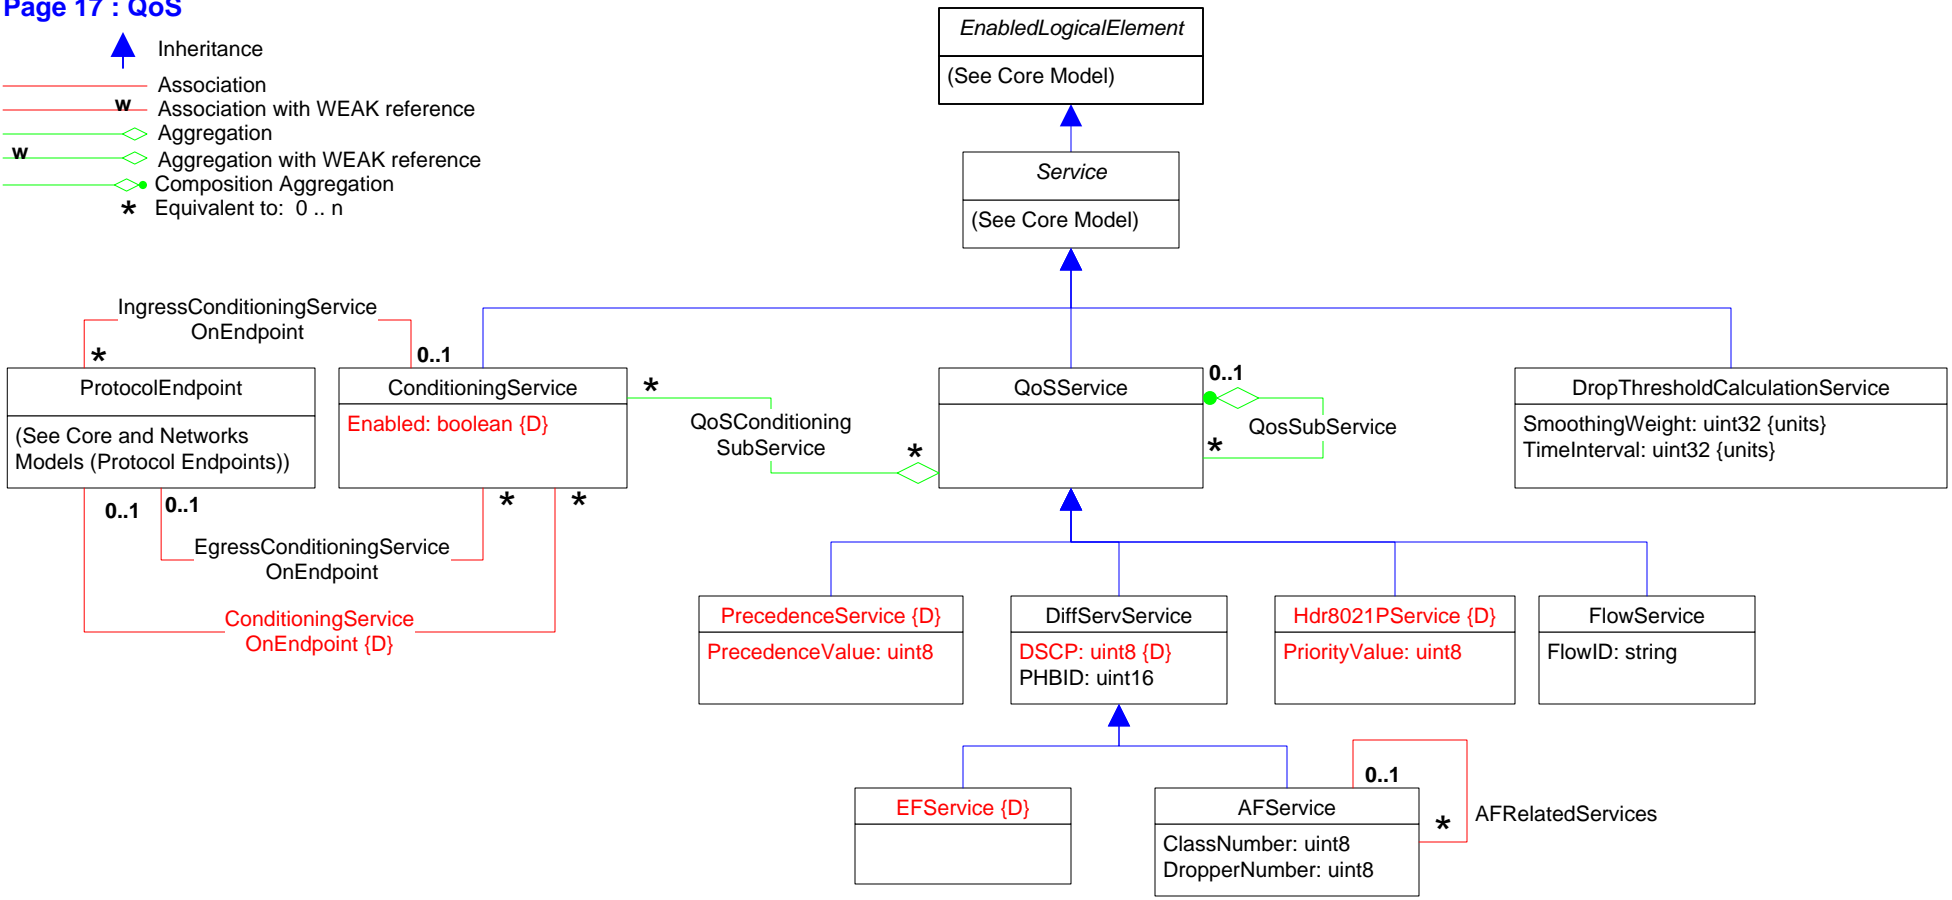 Page 17 : QoS
Inheritance
Association
w
Association with WEAK reference
Aggregation
w
Aggregation with WEAK reference
Composition Aggregation
*
Equivalent to: 0 .. n
EnabledLogicalElement
(See Core Model)
Service
(See Core Model)
IngressConditioningService
OnEndpoint
*
0..1
ProtocolEndpoint
(See Core and Networks
Models (Protocol Endpoints))
ConditioningService
Enabled: boolean {D}
*
QoSConditioning
SubService
*
QoSService
0..1
QosSubService
*
DropThresholdCalculationService
SmoothingWeight: uint32 {units}
TimeInterval: uint32 {units}
0..1
0..1
*
*
EgressConditioningService
OnEndpoint
ConditioningService
OnEndpoint {D}
PrecedenceService {D}
PrecedenceValue: uint8
DiffServService
DSCP: uint8 {D}
PHBID: uint16
Hdr8021PService {D}
PriorityValue: uint8
FlowService
FlowID: string
EFService {D}
AFService
ClassNumber: uint8
DropperNumber: uint8
0..1
*
AFRelatedServices